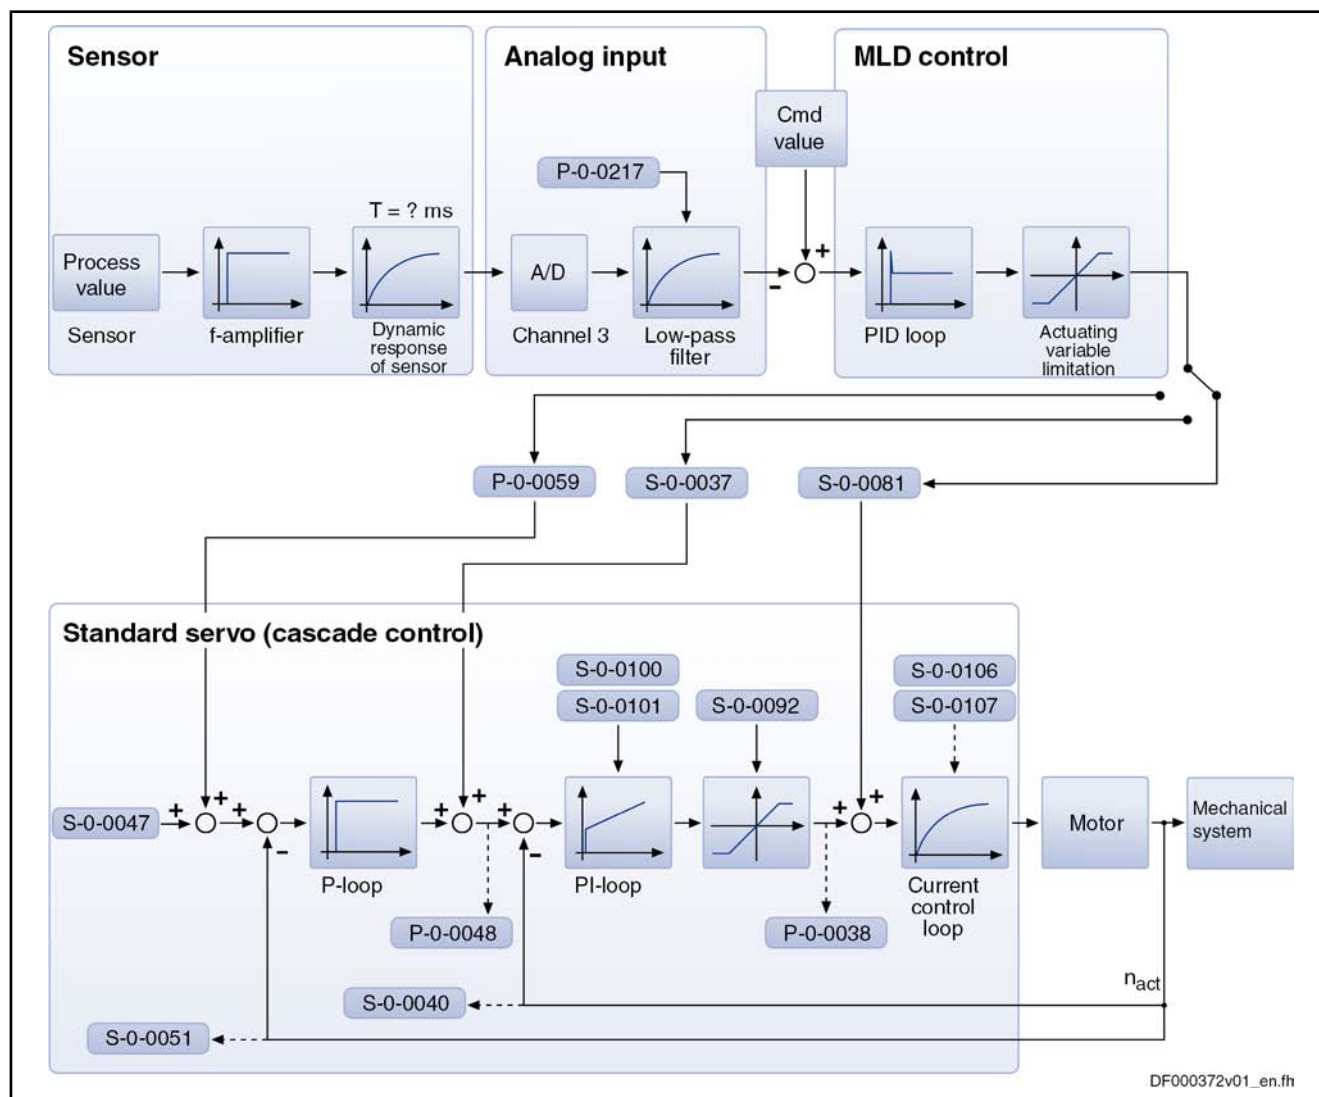 Sensor
Analog input
MLD control
Cmd
value
P-0-0217
T = ? ms
Process
value
A/D
+
-
Sensor
f-amplifier
Dynamic
response
of sensor
Channel 3
Low-pass
filter
PID loop
Actuating
variable
limitation
P-0-0059
S-0-0037
S-0-0081
Standard servo (cascade control)
S-0-0100
S-0-0101
S-0-0092
S-0-0106
S-0-0107
S-0-0047
+
+
+
-
+
+
+
-
+
+
Motor
Mechanical
system
P-loop
PI-loop
Current
control
loop
P-0-0048
P-0-0038
S-0-0040
n act
S-0-0051
DF000372v01_en.fh